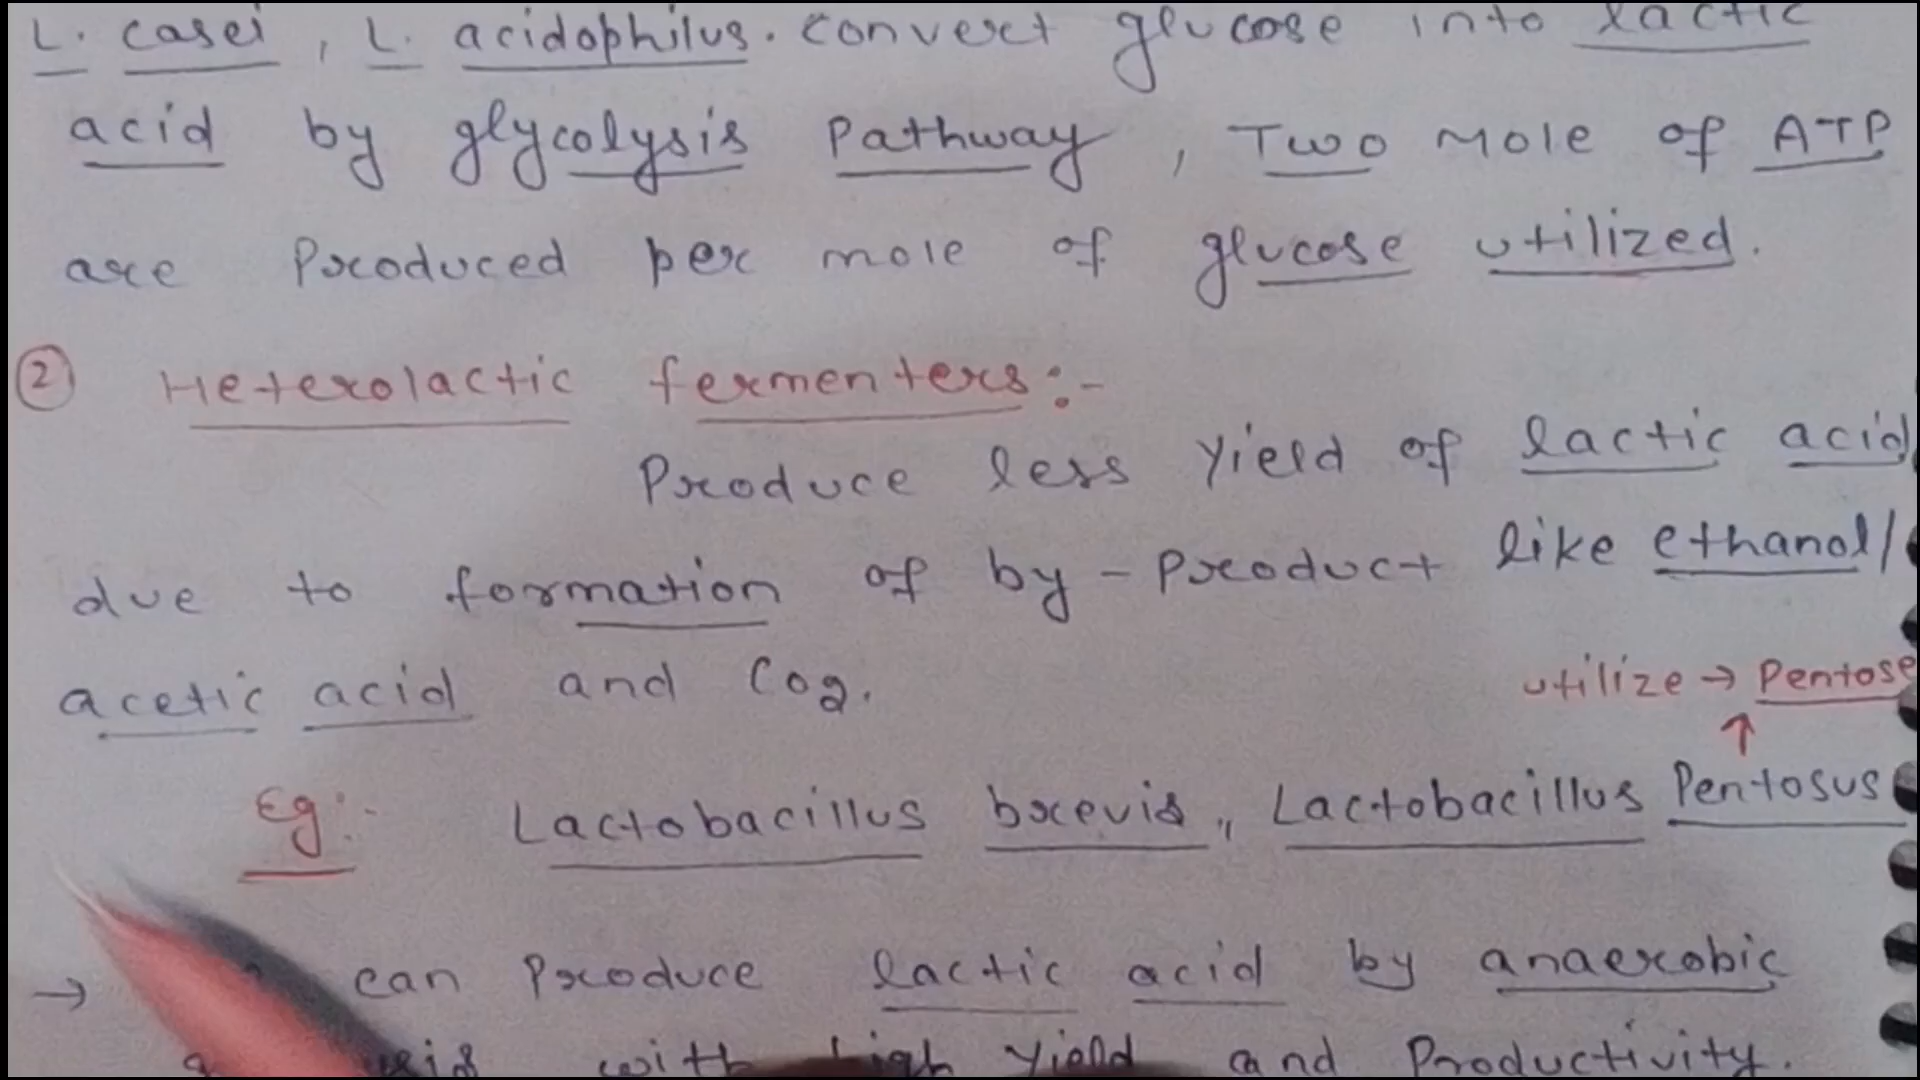 L. casei, L. acidophilus. convert glucose into lactic
acid by glycolysis Pathway, Two mole of ATP
are Produced per mole of glucose utilized.
② Heterolactic fermenters:-
Produce less yield of lactic acid
due to formation of by-Product like ethanol/
acetic acid and CO2.
utilize → Pentose
↑
Eg:- Lactobacillus brevis, Lactobacillus Pentosus
→ can Produce lactic acid by anaerobic
with high yield and Productivity.